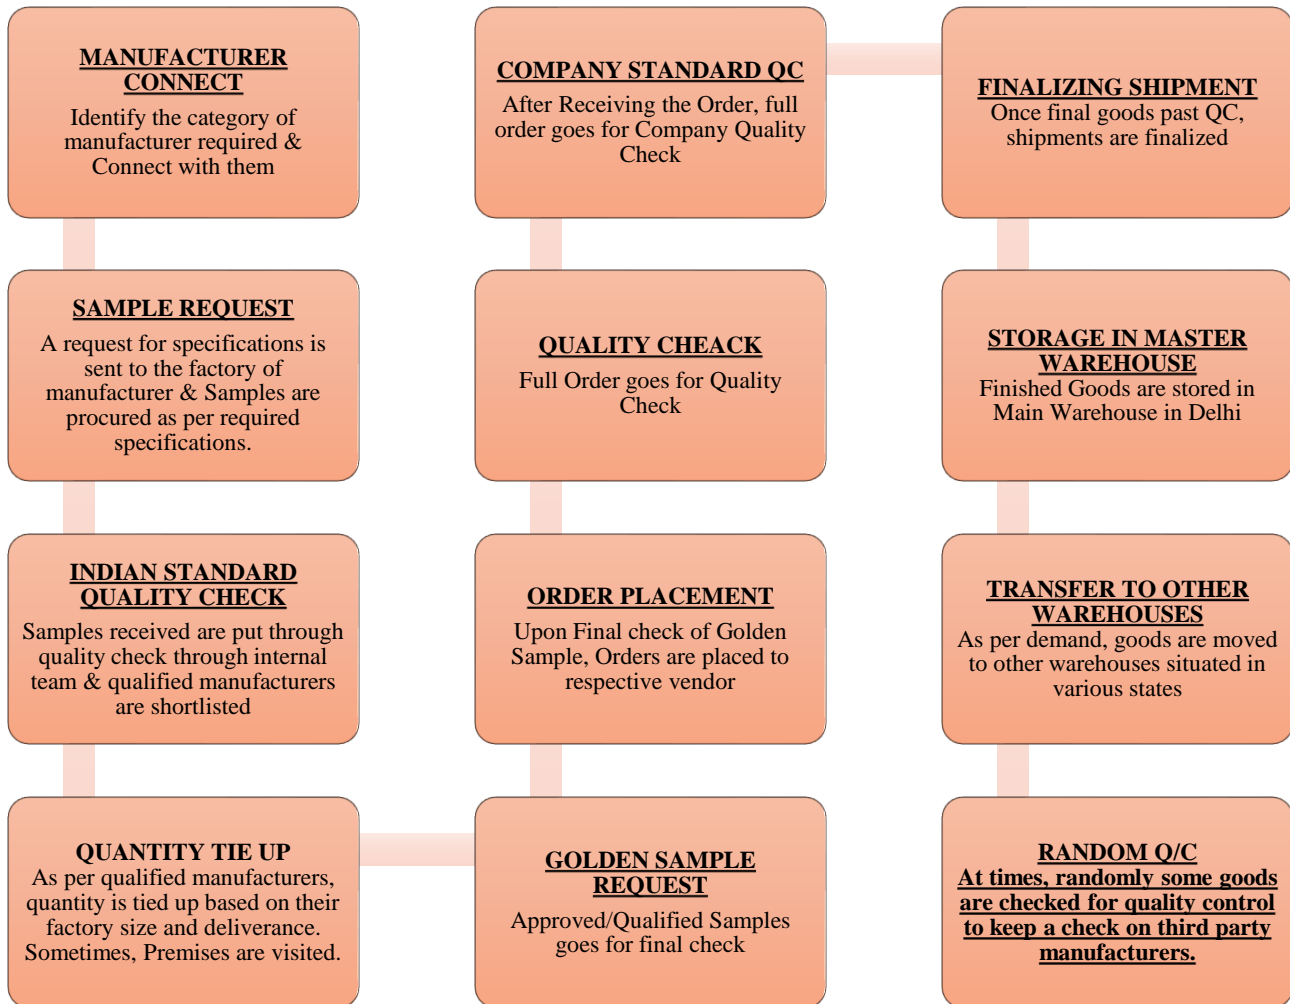 MANUFACTURER
CONNECT
Identify the category of
manufacturer required &
Connect with them
SAMPLE REQUEST
A request for specifications is
sent to the factory of
manufacturer & Samples are
procured as per required
specifications.
INDIAN STANDARD
QUALITY CHECK
Samples received are put through
quality check through internal
team & qualified manufacturers
are shortlisted
QUANTITY TIE UP
As per qualified manufacturers,
quantity is tied up based on their
factory size and deliverance.
Sometimes, Premises are visited.
GOLDEN SAMPLE
REQUEST
Approved/Qualified Samples
goes for final check
ORDER PLACEMENT
Upon Final check of Golden
Sample, Orders are placed to
respective vendor
QUALITY CHEACK
Full Order goes for Quality
Check
COMPANY STANDARD QC
After Receiving the Order, full
order goes for Company Quality
Check
FINALIZING SHIPMENT
Once final goods past QC,
shipments are finalized
STORAGE IN MASTER
WAREHOUSE
Finished Goods are stored in
Main Warehouse in Delhi
TRANSFER TO OTHER
WAREHOUSES
As per demand, goods are moved
to other warehouses situated in
various states
RANDOM Q/C
At times, randomly some goods
are checked for quality control
to keep a check on third party
manufacturers.